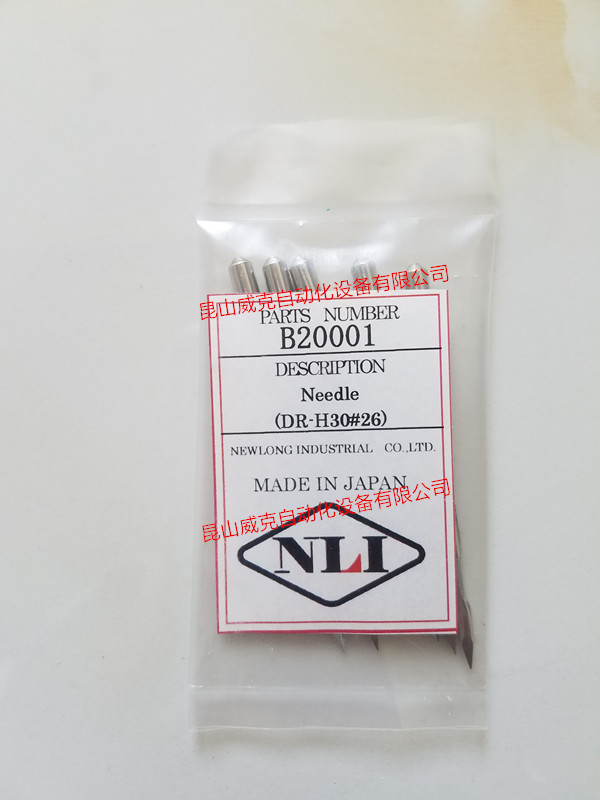 昆山威克自动化设备有限公司
PARTS NUMBER
B20001
DESCRIPTION
Needle
(DR-H30#26)
NEWLONG INDUSTRIAL CO.,LTD.
MADE IN JAPAN
昆山威克自动化设备有限公司
NLI